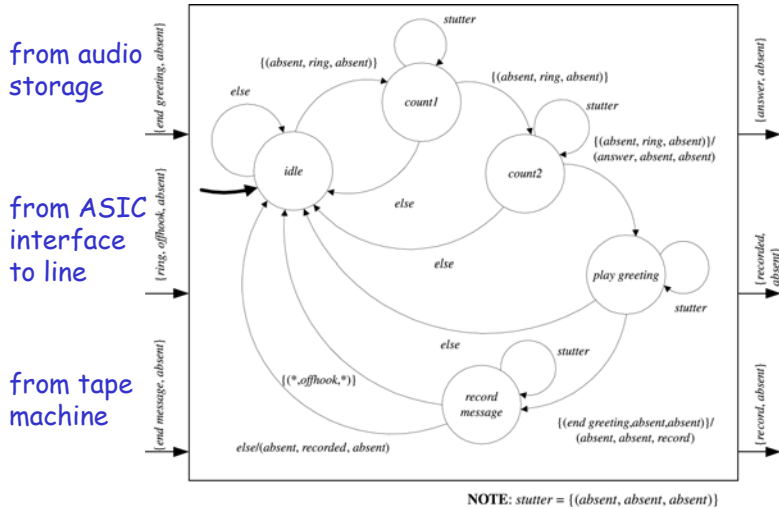 from audio
storage
{end greeting, absent}
from ASIC
interface
to line
{ring, offhook, absent}
from tape
machine
{end message, absent}
stutter
{(absent, ring, absent)}
count1
{(absent, ring, absent)}
else
stutter
idle
count2
{(absent, ring, absent)}/
(answer, absent, absent)
else
else
play greeting
stutter
else
stutter
{(*,offhook,*)}
record
message
{(end greeting,absent,absent)}/
(absent, absent, record)
else/(absent, recorded, absent)
{answer, absent}
{recorded,
absent}
{record, absent}
NOTE: stutter = {(absent, absent, absent)}